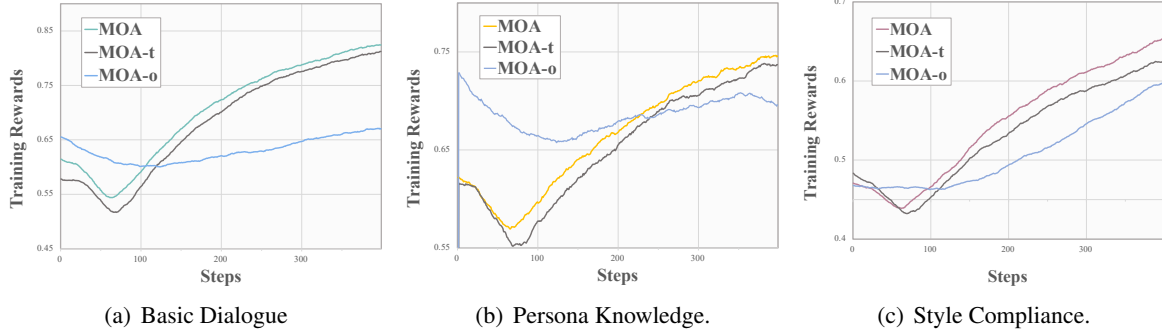 0.85
0.75
0.65
0.55
0.45
Training Rewards
MOA
MOA-t
MOA-o
0
100
200
300
Steps
(a) Basic Dialogue
0.75
0.65
0.55
Training Rewards
MOA
MOA-t
MOA-o
0
100
200
300
Steps
(b) Persona Knowledge.
0.7
0.6
0.5
0.4
Training Rewards
MOA
MOA-t
MOA-o
0
100
200
300
Steps
(c) Style Compliance.